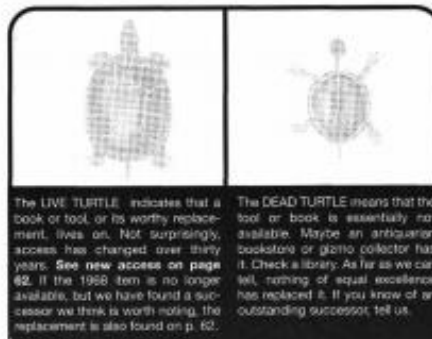 The LIVE TURTLE indicates that a
book or tool, or its worthy replace-
ment, lives on. Not surprisingly,
access has changed over thirty
years. See new access on page
62. If the 1968 item is no longer
available, but we have found a suc-
cessor we think is worth noting, the
replacement is also found on p. 62.
The DEAD TURTLE means that the
tool or book is essentially not
available. Maybe an antiquarian
bookstore or gizmo collector has
it. Check a library. As far as we can
tell, nothing of equal excellence
has replaced it. If you know of an
outstanding successor, tell us.